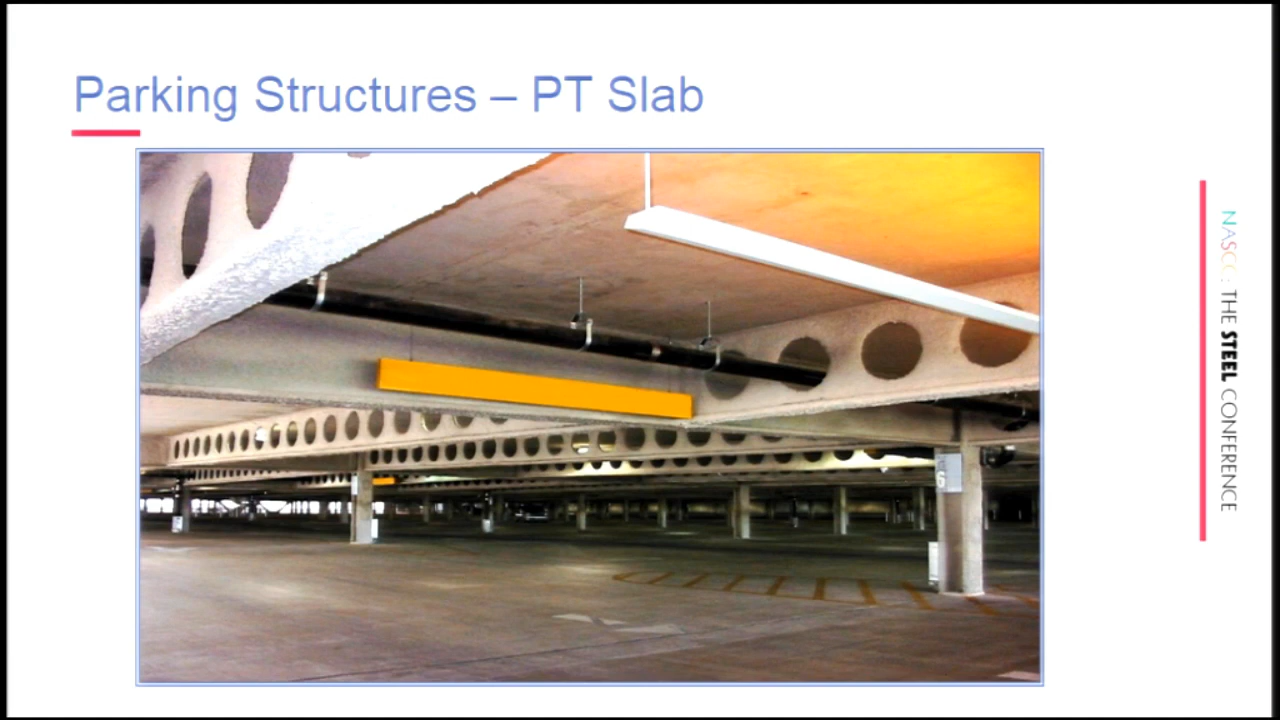 Parking Structures – PT Slab
NASCC: THE STEEL CONFERENCE
6